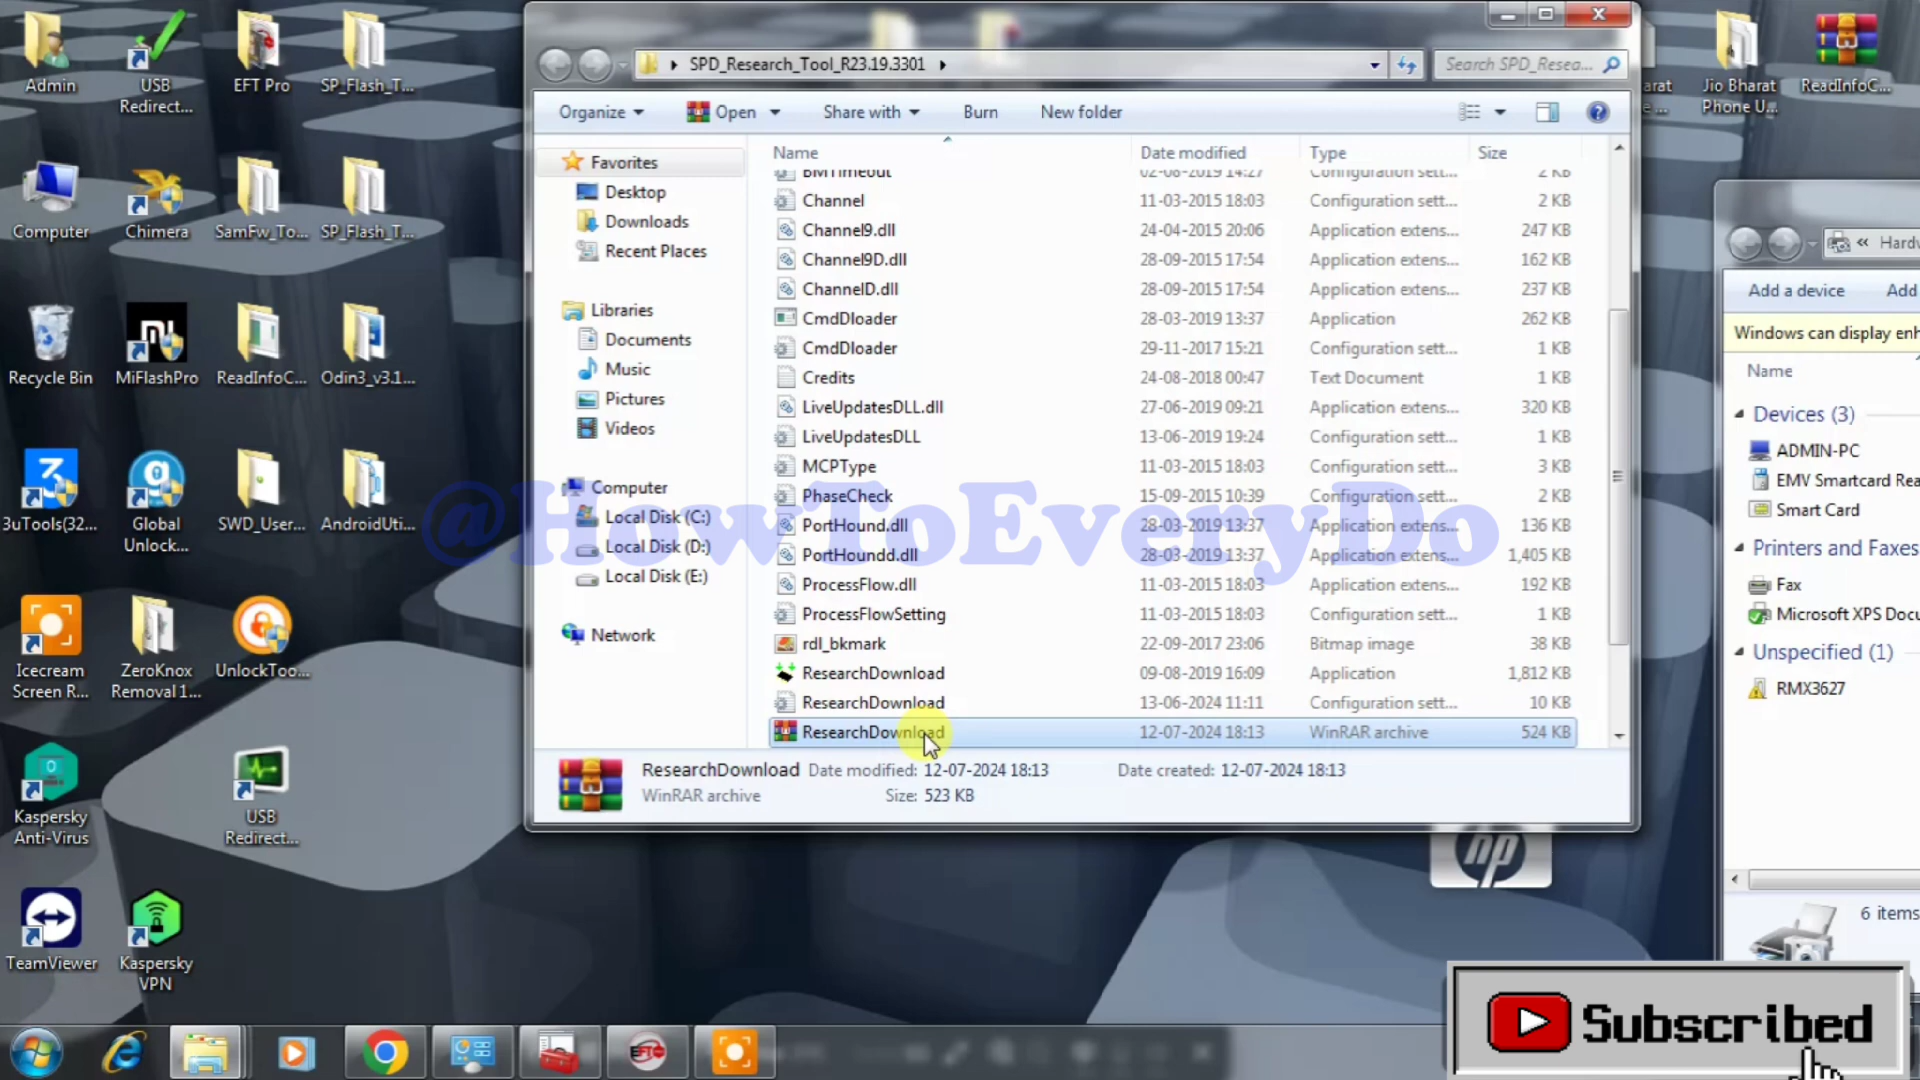 Admin
USB
Redirect...
EFT Pro
SP_Flash_T...
Computer
Chimera
SamFw_To...
SP_Flash_T...
Recycle Bin
MiFlashPro
ReadInfoC...
Odin3_v3.1...
3uTools(32...
Global
Unlock...
SWD_User...
AndroidUti...
Icecream
Screen R...
ZeroKnox
Removal 1...
UnlockToo...
Kaspersky
Anti-Virus
USB
Redirect...
TeamViewer
Kaspersky
VPN
SPD_Research_Tool_R23.19.3301
Search SPD_Resea...
Organize
Open
Share with
Burn
New folder
Favorites
Desktop
Downloads
Recent Places
Libraries
Documents
Music
Pictures
Videos
Computer
Local Disk (C:)
Local Disk (D:)
Local Disk (E:)
Network
Name Date modified Type Size
BMTimeout 02-08-2019 14:27 Configuration sett... 2 KB
Channel 11-03-2015 18:03 Configuration sett... 2 KB
Channel9.dll 24-04-2015 20:06 Application extens... 247 KB
Channel9D.dll 28-09-2015 17:54 Application extens... 162 KB
ChannelD.dll 28-09-2015 17:54 Application extens... 237 KB
CmdDloader 28-03-2019 13:37 Application 262 KB
CmdDloader 29-11-2017 15:21 Configuration sett... 1 KB
Credits 24-08-2018 00:47 Text Document 1 KB
LiveUpdatesDLL.dll 27-06-2019 09:21 Application extens... 320 KB
LiveUpdatesDLL 13-06-2019 19:24 Configuration sett... 1 KB
MCPType 11-03-2015 18:03 Configuration sett... 3 KB
PhaseCheck 15-09-2015 10:39 Configuration sett... 2 KB
PortHound.dll 28-03-2019 13:37 Application extens... 136 KB
PortHoundd.dll 28-03-2019 13:37 Application extens... 1,405 KB
ProcessFlow.dll 11-03-2015 18:03 Application extens... 192 KB
ProcessFlowSetting 11-03-2015 18:03 Configuration sett... 1 KB
rdl_bkmark 22-09-2017 23:06 Bitmap image 38 KB
ResearchDownload 09-08-2019 16:09 Application 1,812 KB
ResearchDownload 13-06-2024 11:11 Configuration sett... 10 KB
ResearchDownload 12-07-2024 18:13 WinRAR archive 524 KB
ResearchDownload Date modified: 12-07-2024 18:13 Date created: 12-07-2024 18:13
WinRAR archive Size: 523 KB
@HowToEveryDo
hp
arat
Jio Bharat
Phone U...
ReadInfoC...
« Hardw
Add a device Add
Windows can display enh
Name
Devices (3)
ADMIN-PC
EMV Smartcard Rea
Smart Card
Printers and Faxes
Fax
Microsoft XPS Docu
Unspecified (1)
RMX3627
6 items
Subscribed
EFT